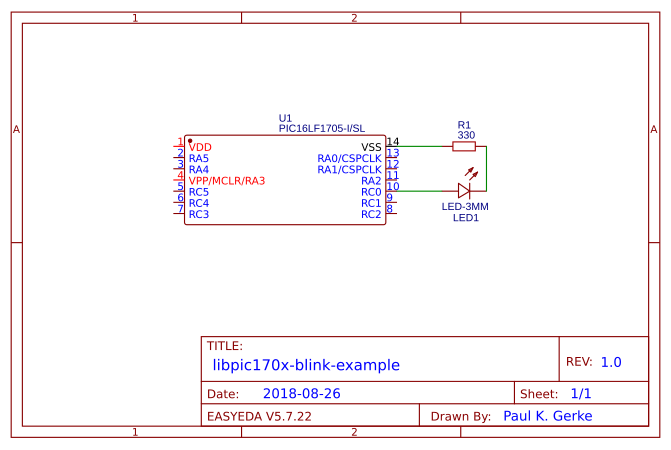 1 2
A A
U1
PIC16LF1705-I/SL
1 VDD VSS 14
2 RA5 RA0/CSPCLK 13
3 RA4 RA1/CSPCLK 12
4 VPP/MCLR/RA3 RA2 11
5 RC5 RC0 10
6 RC4 RC1 9
7 RC3 RC2 8
R1
330
LED-3MM
LED1
TITLE:
libpic170x-blink-example
REV: 1.0
Date: 2018-08-26
Sheet: 1/1
EASYEDA V5.7.22
Drawn By: Paul K. Gerke
1 2